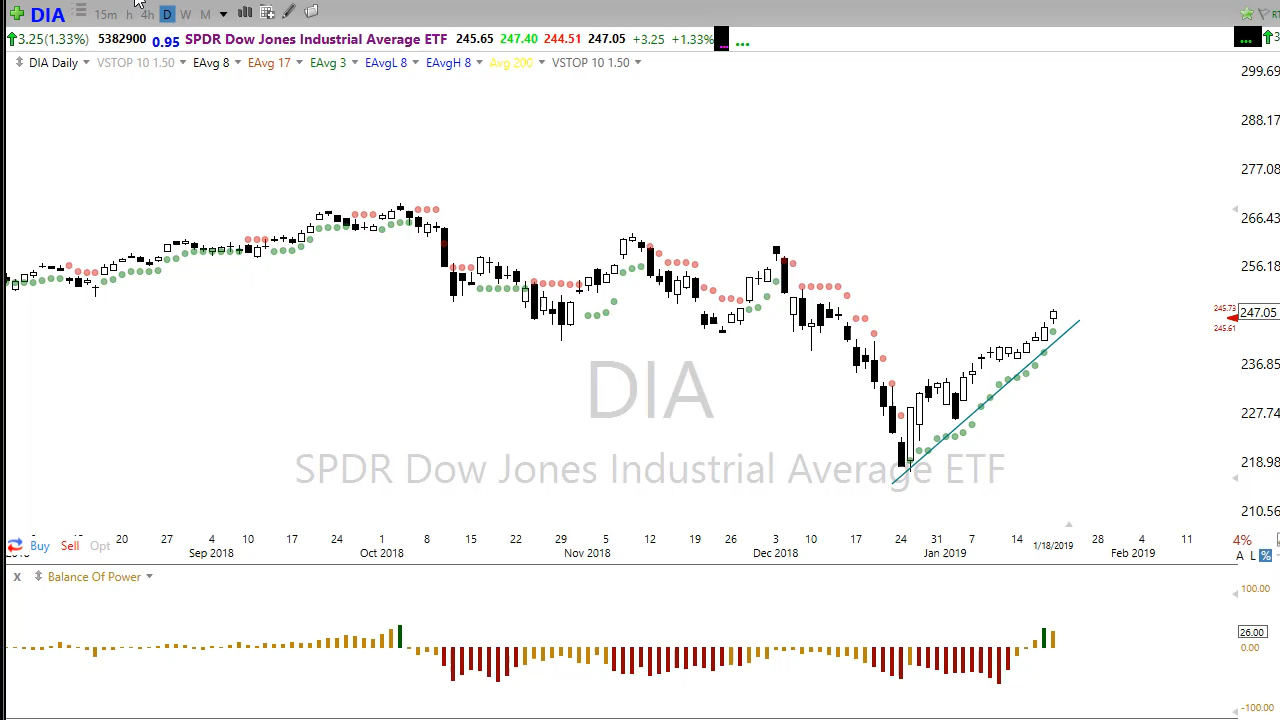 DIA 15m h 4h D W M
3.25(1.33%) 5382900 0.95 SPDR Dow Jones Industrial Average ETF 245.65 247.40 244.51 247.05 +3.25 +1.33% ... ...
DIA Daily VSTOP 10 1.50 EAvg 8 EAvg 17 EAvg 3 EAvgL 8 EAvgH 8 Avg 200 VSTOP 10 1.50
299.69
288.17
277.08
266.43
256.18
245.73
247.05
245.61
236.85
227.74
218.98
210.56
DIA
SPDR Dow Jones Industrial Average ETF
20 27 10 17 24 8 15 22 29 5 12 19 26 3 10 17 24 31 7 14 1/18/2019 28 11
Sep 2018 Oct 2018 Nov 2018 Dec 2018 Jan 2019 Feb 2019
Buy Sell Opt
4%
A L %
X Balance Of Power
100.00
26.00
0.00
-100.00